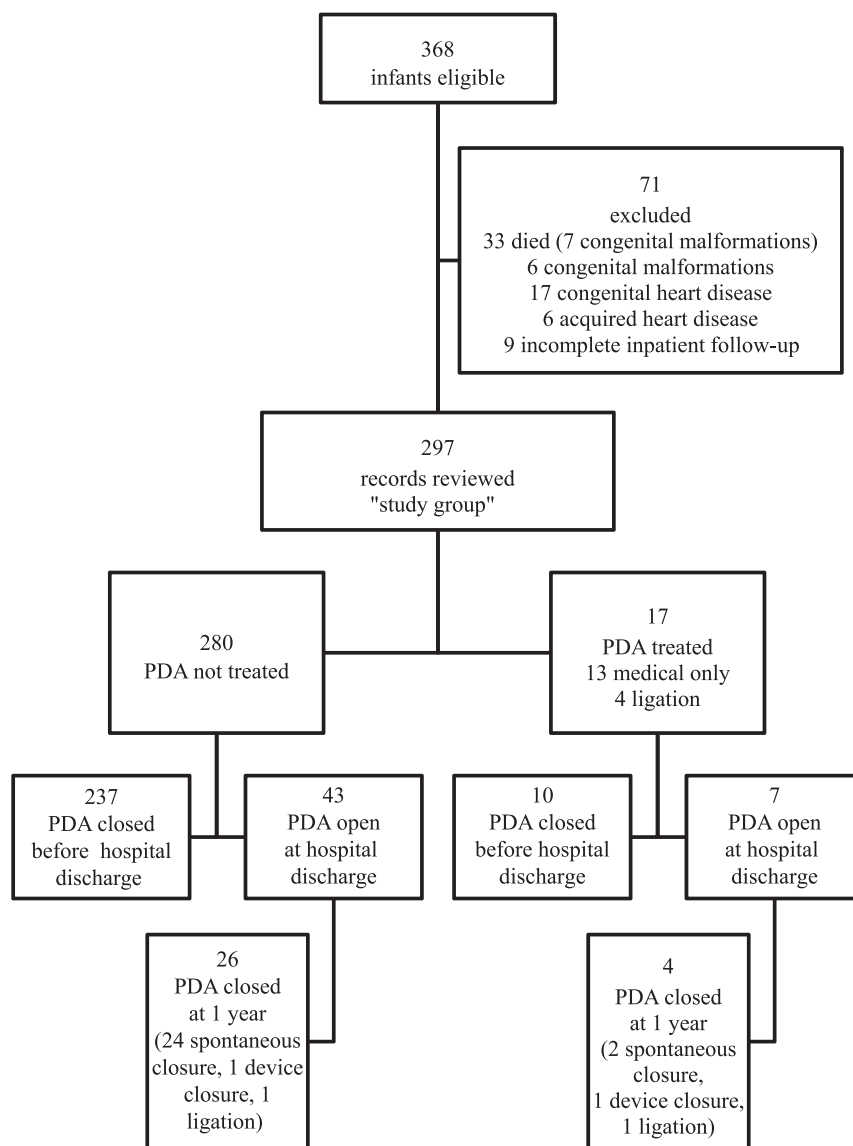 368
infants eligible
71
excluded
33 died (7 congenital malformations)
6 congenital malformations
17 congenital heart disease
6 acquired heart disease
9 incomplete inpatient follow-up
297
records reviewed
"study group"
280
PDA not treated
17
PDA treated
13 medical only
4 ligation
237
PDA closed
before hospital
discharge
43
PDA open
at hospital
discharge
10
PDA closed
before hospital
discharge
7
PDA open
at hospital
discharge
26
PDA closed
at 1 year
(24 spontaneous
closure, 1 device
closure, 1
ligation)
4
PDA closed
at 1 year
(2 spontaneous
closure,
1 device closure,
1 ligation)